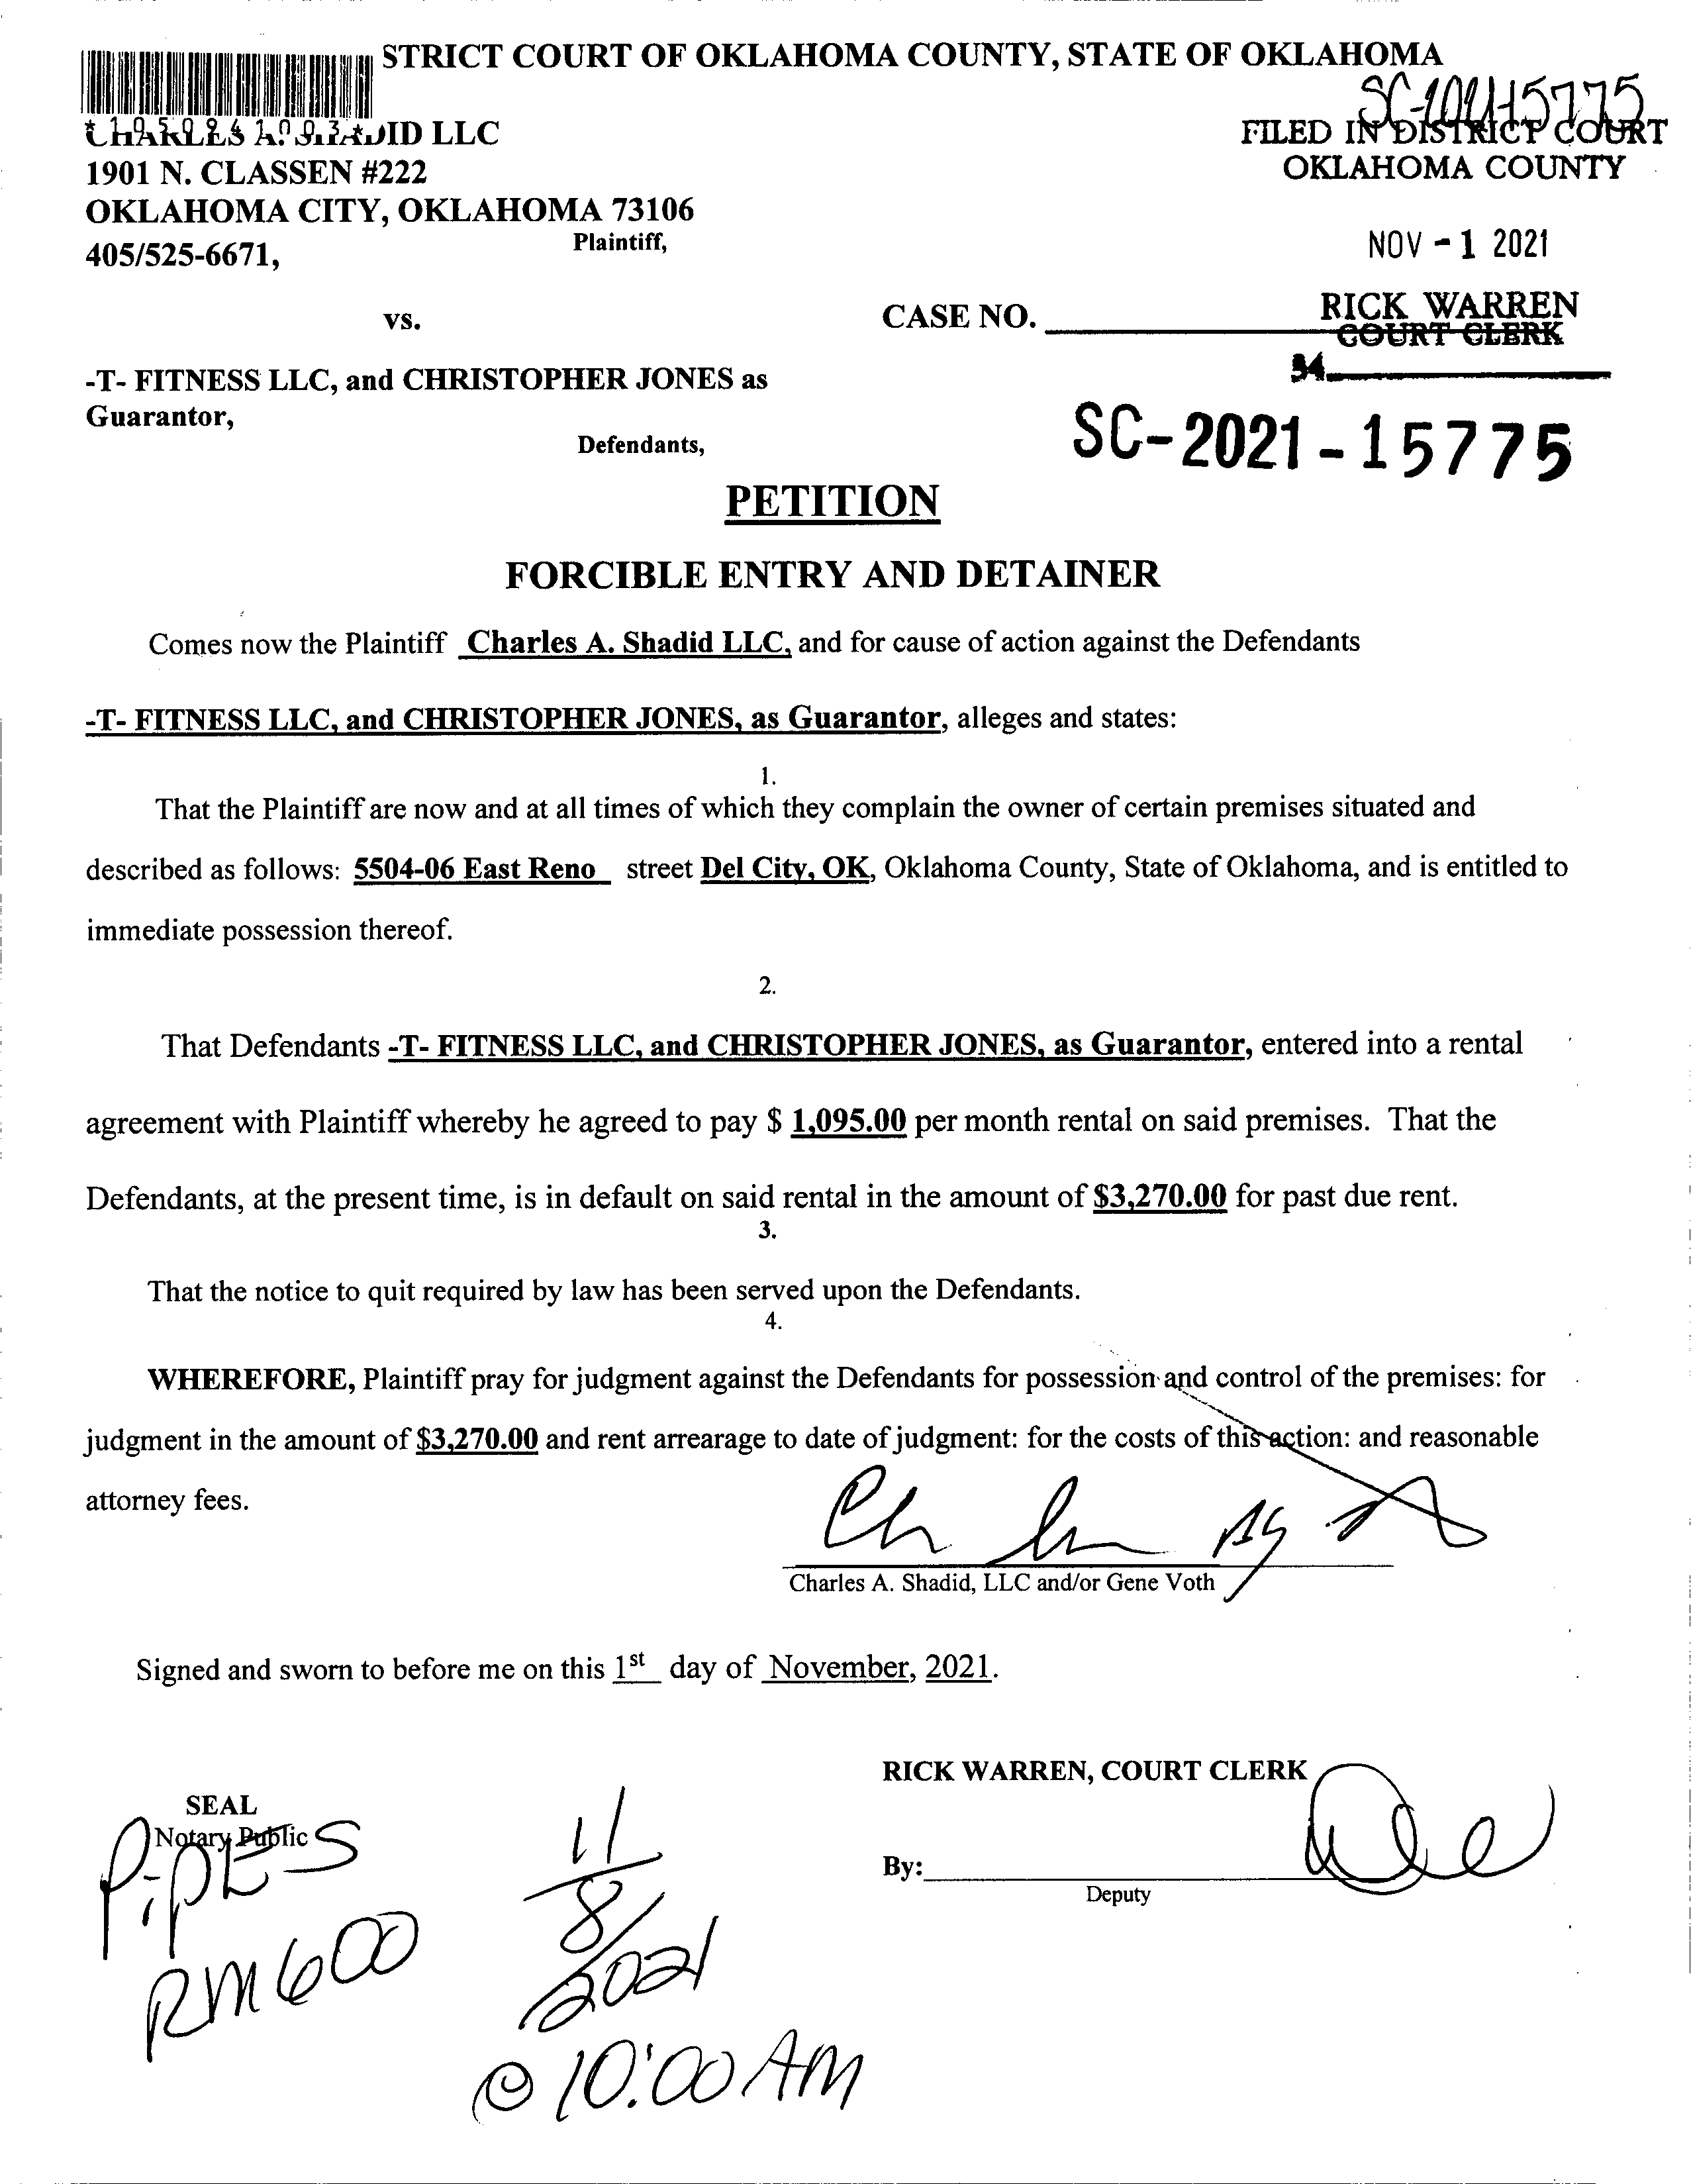 STRICT COURT OF OKLAHOMA COUNTY, STATE OF OKLAHOMA
SC-2021-15775
FILED IN DISTRICT COURT
OKLAHOMA COUNTY
LLC
1901 N. CLASSEN #222
OKLAHOMA CITY, OKLAHOMA 73106
405/525-6671, Plaintiff,
NOV - 1 2021
vs. CASE NO.
RICK WARREN
COURT CLERK
-T- FITNESS LLC, and CHRISTOPHER JONES as
Guarantor,
Defendants,
SC-2021-15775
PETITION
FORCIBLE ENTRY AND DETAINER
Comes now the Plaintiff Charles A. Shadid LLC, and for cause of action against the Defendants
-T- FITNESS LLC, and CHRISTOPHER JONES, as Guarantor, alleges and states:
1.
That the Plaintiff are now and at all times of which they complain the owner of certain premises situated and
described as follows: 5504-06 East Reno street Del City, OK, Oklahoma County, State of Oklahoma, and is entitled to
immediate possession thereof.
2.
That Defendants -T- FITNESS LLC, and CHRISTOPHER JONES, as Guarantor, entered into a rental
agreement with Plaintiff whereby he agreed to pay $ 1,095.00 per month rental on said premises. That the
Defendants, at the present time, is in default on said rental in the amount of $3,270.00 for past due rent.
3.
That the notice to quit required by law has been served upon the Defendants.
4.
WHEREFORE, Plaintiff pray for judgment against the Defendants for possession and control of the premises: for
judgment in the amount of $3,270.00 and rent arrearage to date of judgment: for the costs of this action: and reasonable
attorney fees.
Charles A. Shadid, LLC and/or Gene Voth
Signed and sworn to before me on this 1st day of November, 2021.
RICK WARREN, COURT CLERK
SEAL
Notary Public
By:
Deputy
PIPES
RM 600
11/8/2021
@ 10:00 AM